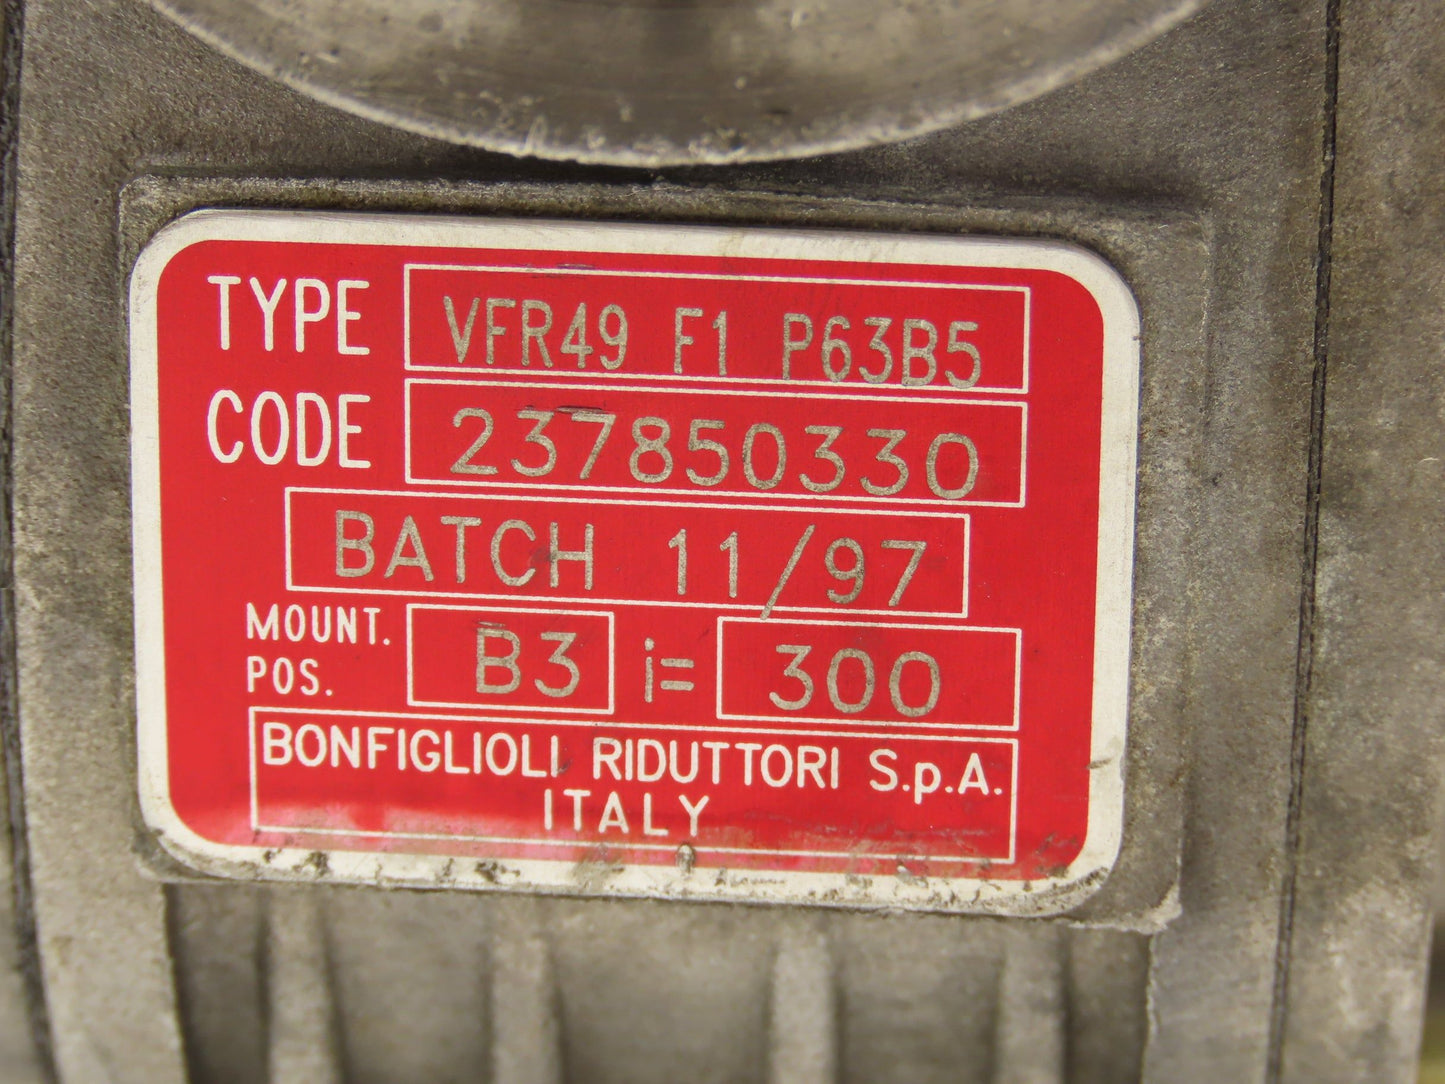 TYPE VFR49 F1 P63B5
CODE 237850330
BATCH 11/97
MOUNT. POS. B3 i= 300
BONFIGLIOLI RIDUTTORI S.p.A.
ITALY